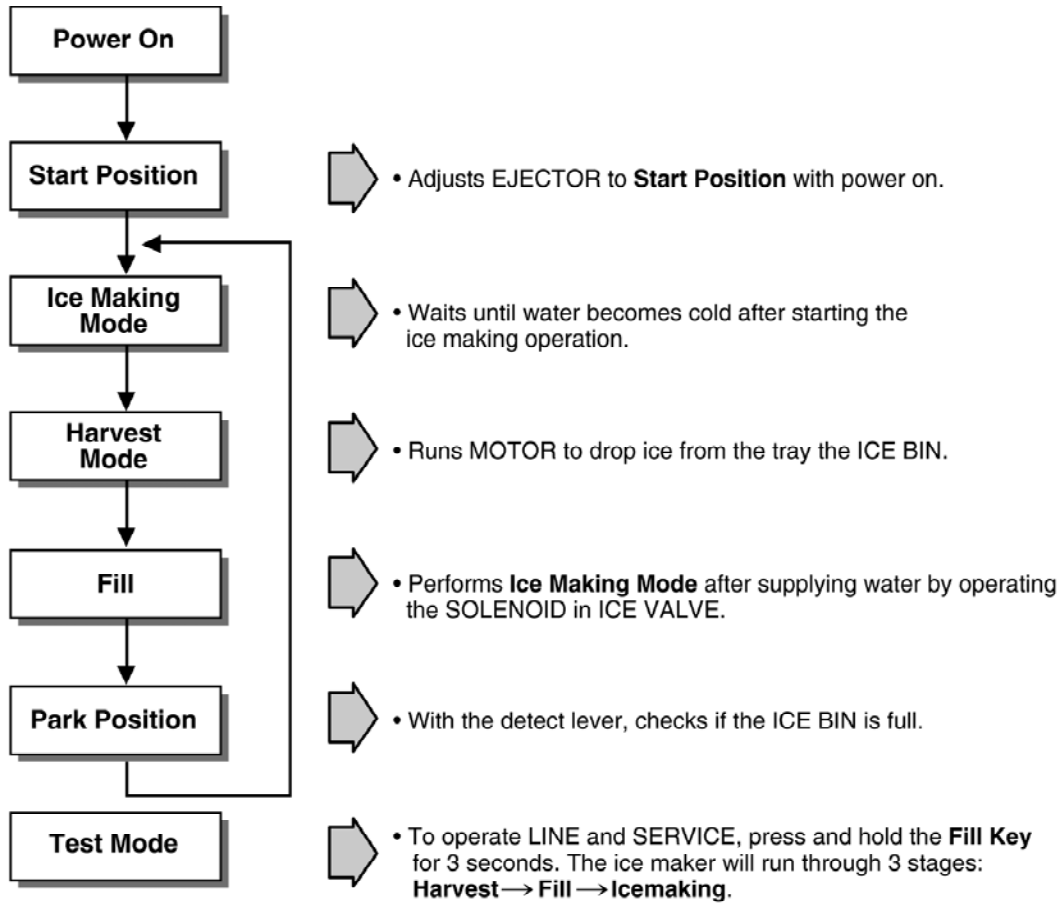 Power On
Start Position
• Adjusts EJECTOR to Start Position with power on.
Ice Making
Mode
• Waits until water becomes cold after starting the
ice making operation.
Harvest
Mode
• Runs MOTOR to drop ice from the tray the ICE BIN.
Fill
• Performs Ice Making Mode after supplying water by operating
the SOLENOID in ICE VALVE.
Park Position
• With the detect lever, checks if the ICE BIN is full.
Test Mode
• To operate LINE and SERVICE, press and hold the Fill Key
for 3 seconds. The ice maker will run through 3 stages:
Harvest→Fill→Icemaking.